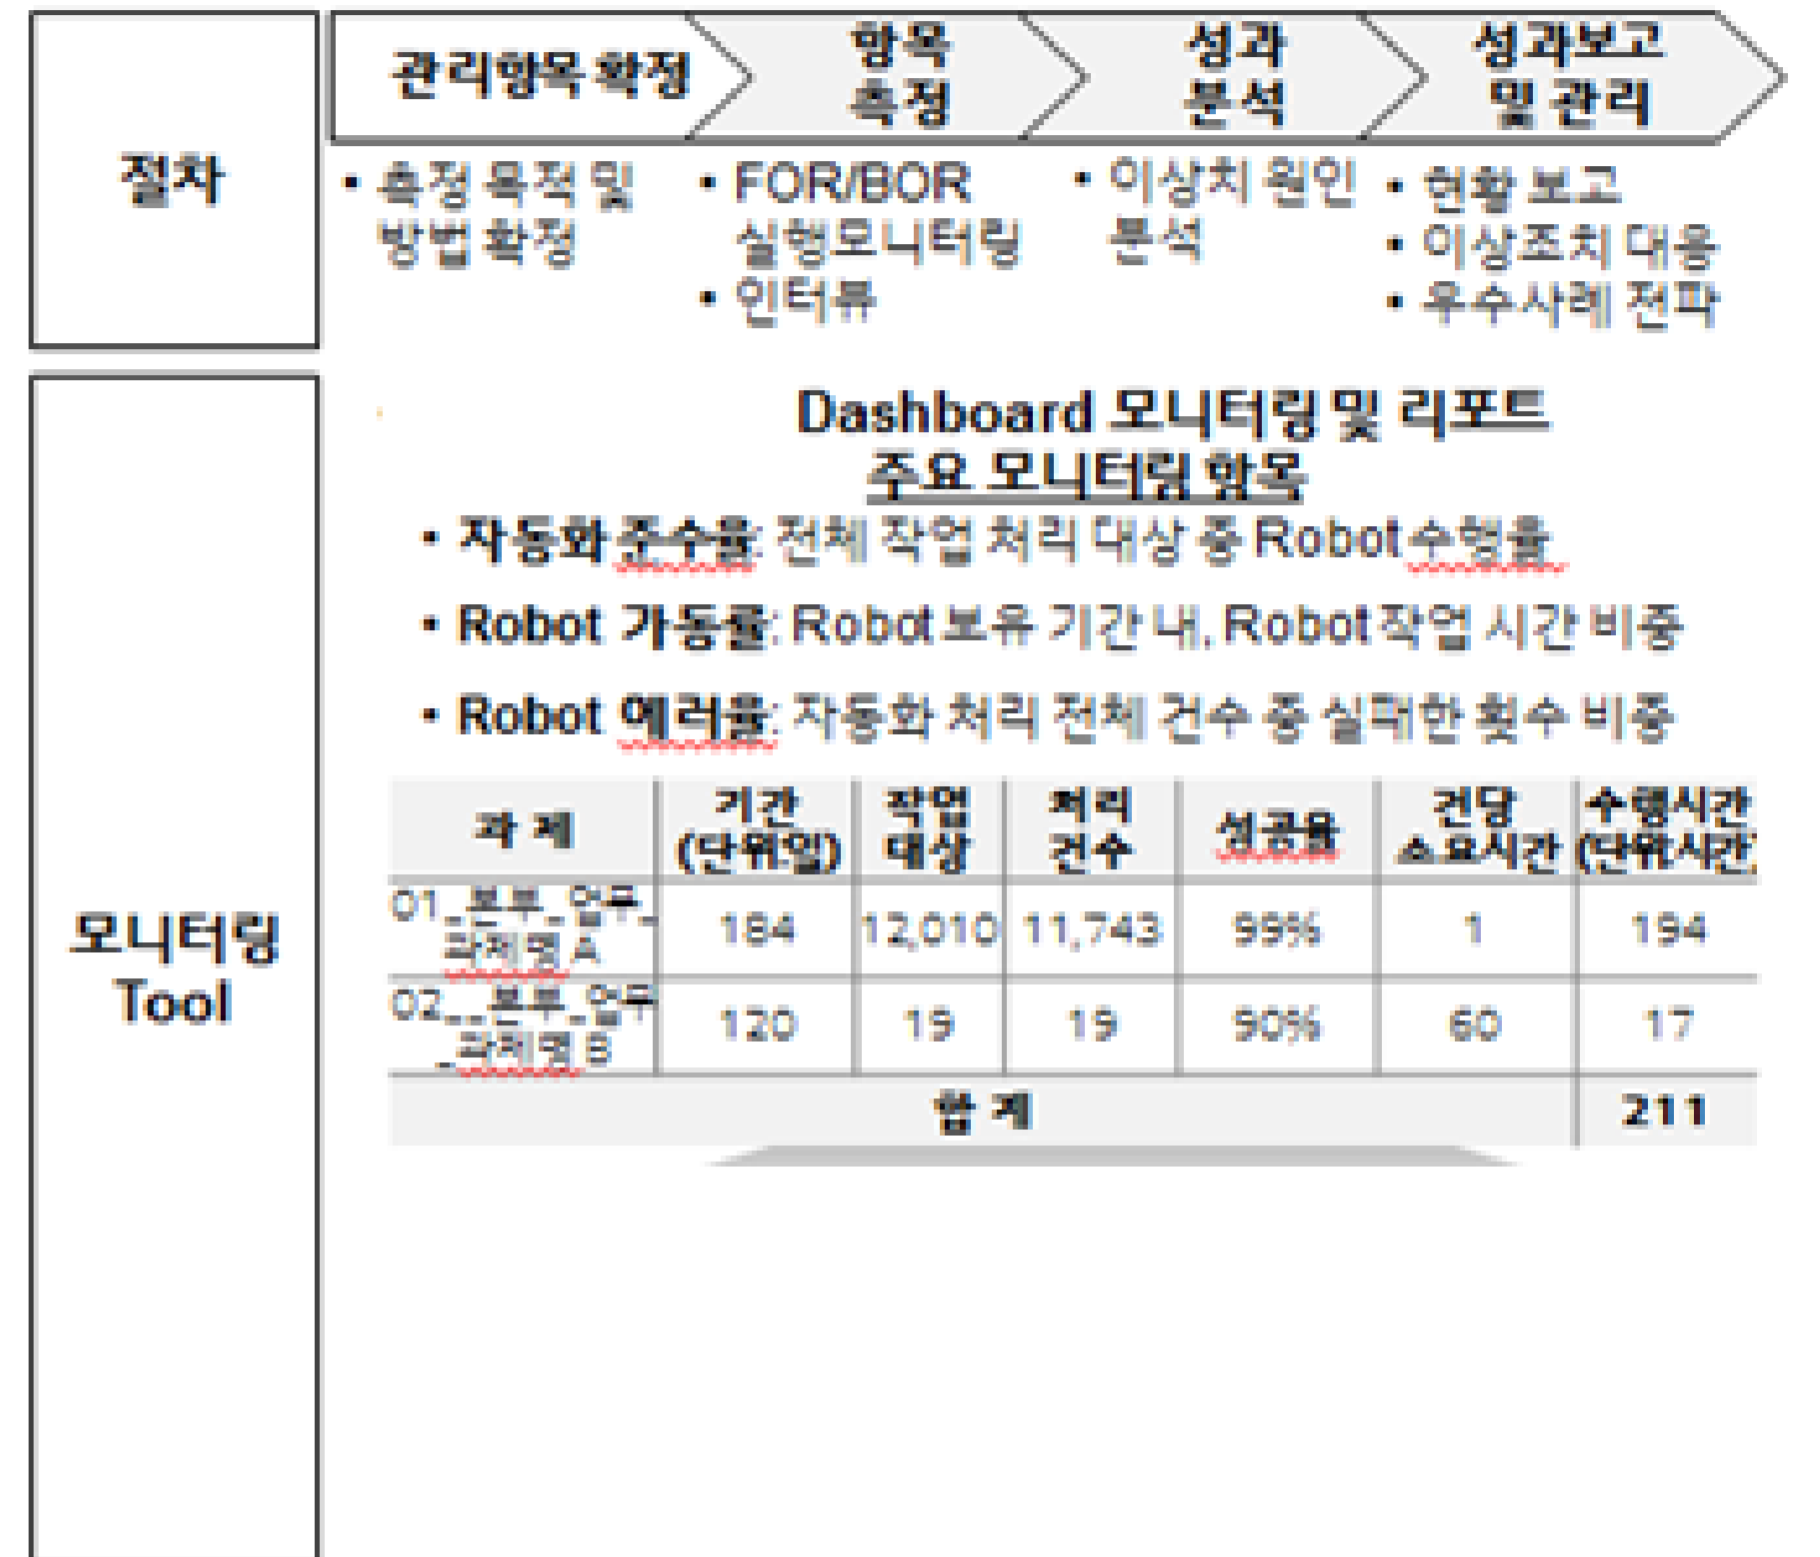 절차
관리항목 확정
항목
측정
성과
분석
성과보고
및 관리
• 측정 목적 및
방법 확정
• FOR/BOR
실행모니터링
• 인터뷰
• 이상치 원인
분석
• 현황 보고
• 이상조치 대응
• 우수사례 전파
모니터링
Tool
Dashboard 모니터링 및 리포트
주요 모니터링 항목
• 자동화 준수율: 전체 작업 처리 대상 중 Robot 수행율
• Robot 가동률: Robot 보유 기간 내, Robot 작업 시간 비중
• Robot 에러율: 자동화 처리 전체 건수 중 실패한 횟수 비중
과 제
기간
(단위일)
작업
대상
처리
건수
성공율
건당
소요시간
수행시간
(단위시간)
01_본부_업무_
과제명A
184
12,010
11,743
99%
1
194
02__본부_업무
_과제명B
120
19
19
90%
60
17
합 계
211